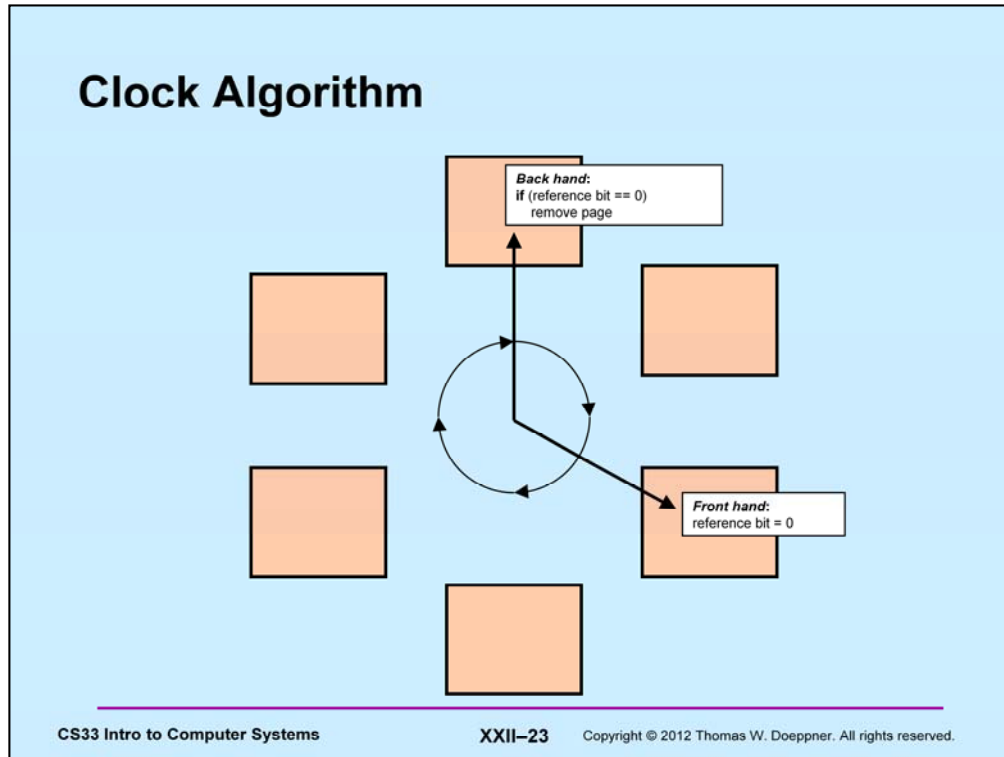 Clock Algorithm
Back hand:
if (reference bit == 0)
remove page
Front hand:
reference bit = 0
CS33 Intro to Computer Systems
XXII–23
Copyright © 2012 Thomas W. Doeppner. All rights reserved.